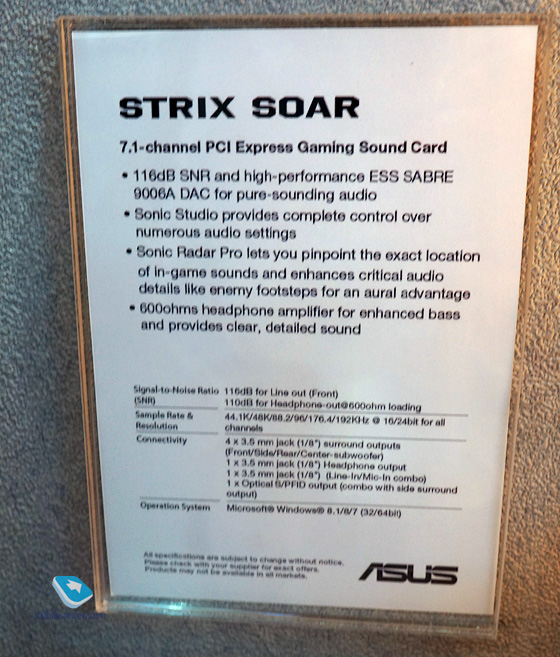 STRIX SOAR
7.1-channel PCI Express Gaming Sound Card
• 116dB SNR and high-performance ESS SABRE
9006A DAC for pure-sounding audio
• Sonic Studio provides complete control over
numerous audio settings
• Sonic Radar Pro lets you pinpoint the exact location
of in-game sounds and enhances critical audio
details like enemy footsteps for an aural advantage
• 600ohms headphone amplifier for enhanced bass
and provides clear, detailed sound
Signal-to-Noise Ratio 116dB for Line out (Front)
(SNR) 110dB for Headphone-out@600ohm loading
Sample Rate & 44.1K/48K/88.2/96/176.4/192KHz @ 16/24bit for all
Resolution channels
Connectivity 4 x 3.5 mm jack (1/8") surround outputs
(Front/Side/Rear/Center-subwoofer)
1 x 3.5 mm jack (1/8") Headphone output
1 x 3.5 mm jack (1/8") (Line-In/Mic-In combo)
1 x Optical S/PFID output (combo with side surround
output)
Operation System Microsoft® Windows® 8.1/8/7 (32/64bit)
All specifications are subject to change without notice.
Please check with your supplier for exact offers.
Products may not be available in all markets.
ASUS